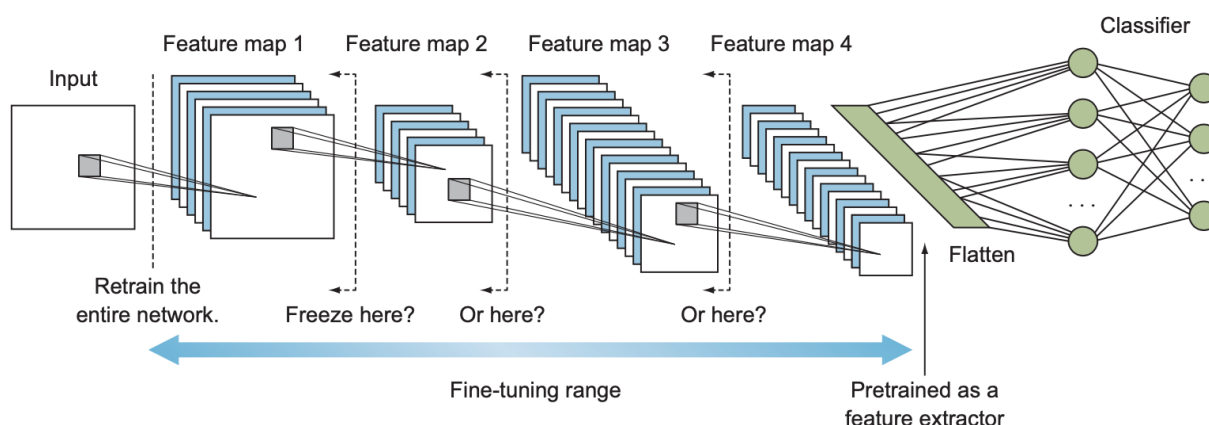 Classifier
Feature map 1
Feature map 2
Feature map 3
Feature map 4
Input
. . .
. .
Flatten
Retrain the
entire network.
Freeze here?
Or here?
Or here?
Fine-tuning range
Pretrained as a
feature extractor